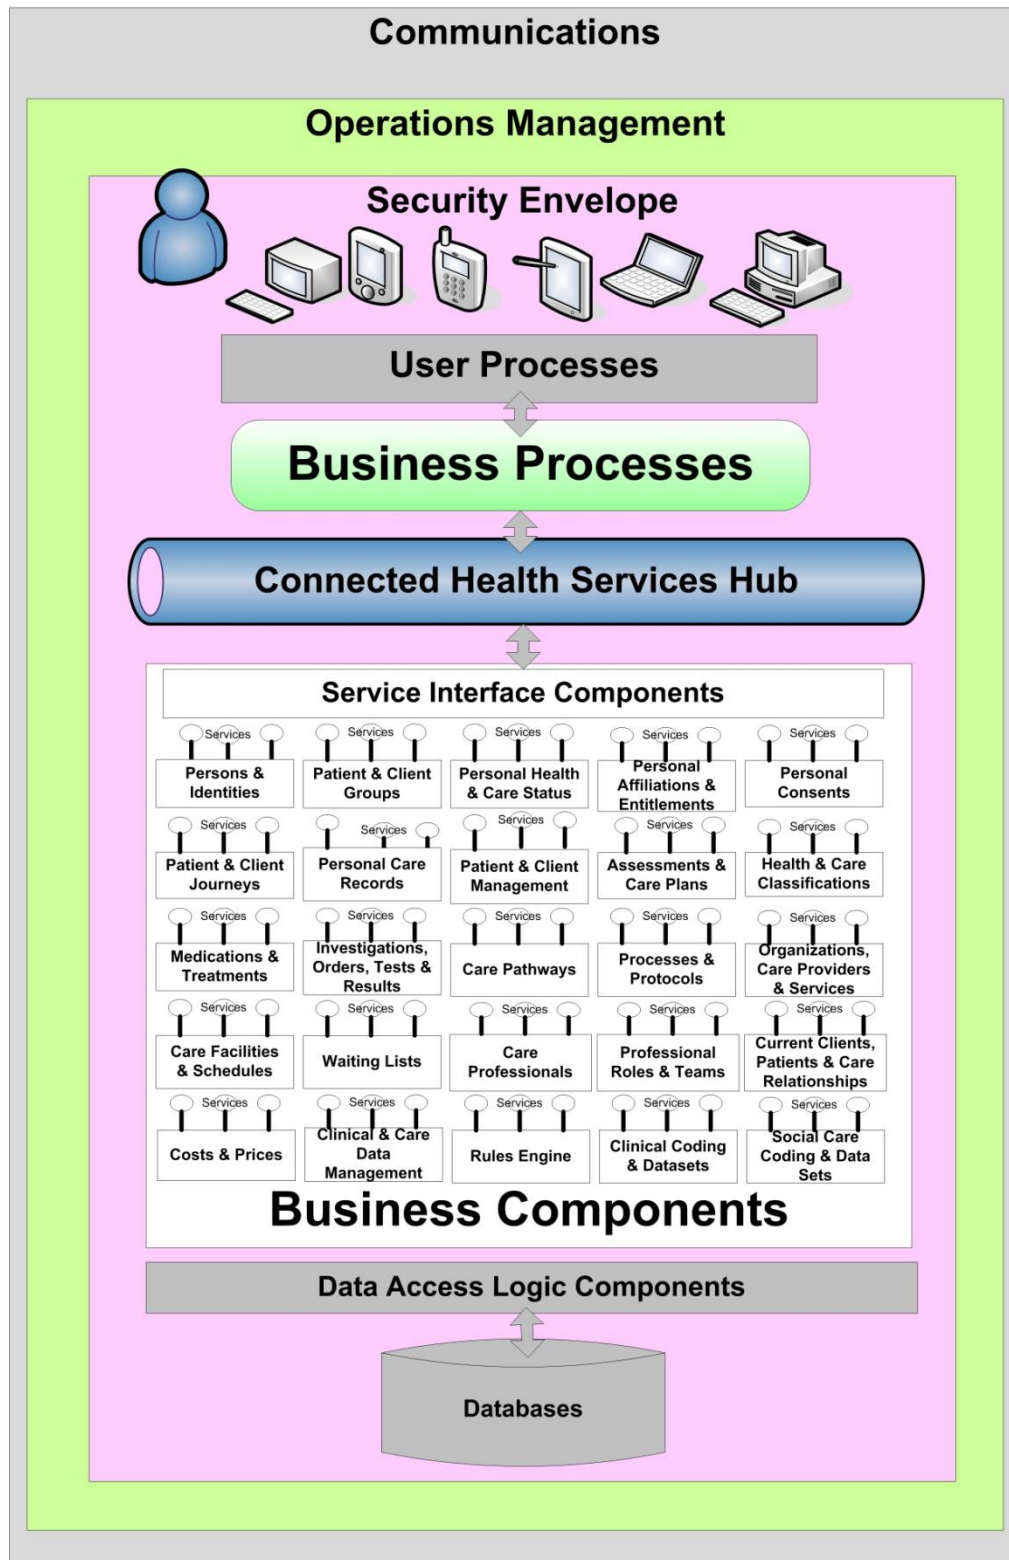 Communications
Operations Management
Security Envelope
User Processes
Business Processes
Connected Health Services Hub
Service Interface Components
Services
Persons &
Identities
Services
Patient & Client
Groups
Services
Personal Health
& Care Status
Services
Personal
Affiliations &
Entitlements
Services
Personal
Consents
Services
Patient & Client
Journeys
Services
Personal Care
Records
Services
Patient & Client
Management
Services
Assessments &
Care Plans
Services
Health & Care
Classifications
Services
Medications &
Treatments
Services
Investigations,
Orders, Tests &
Results
Services
Care Pathways
Services
Processes &
Protocols
Services
Organizations,
Care Providers
& Services
Services
Care Facilities
& Schedules
Services
Waiting Lists
Services
Care
Professionals
Services
Professional
Roles & Teams
Services
Current Clients,
Patients & Care
Relationships
Services
Costs & Prices
Services
Clinical & Care
Data
Management
Services
Rules Engine
Services
Clinical Coding
& Datasets
Services
Social Care
Coding & Data
Sets
Business Components
Data Access Logic Components
Databases